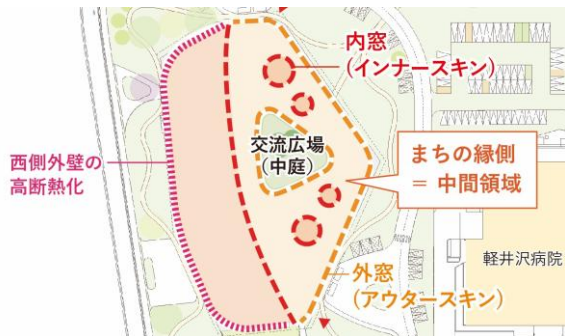 内窓
(インナースキン)
交流広場
(中庭)
西側外壁の
高断熱化
まちの縁側
= 中間領域
軽井沢病院
外窓
(アウタースキン)